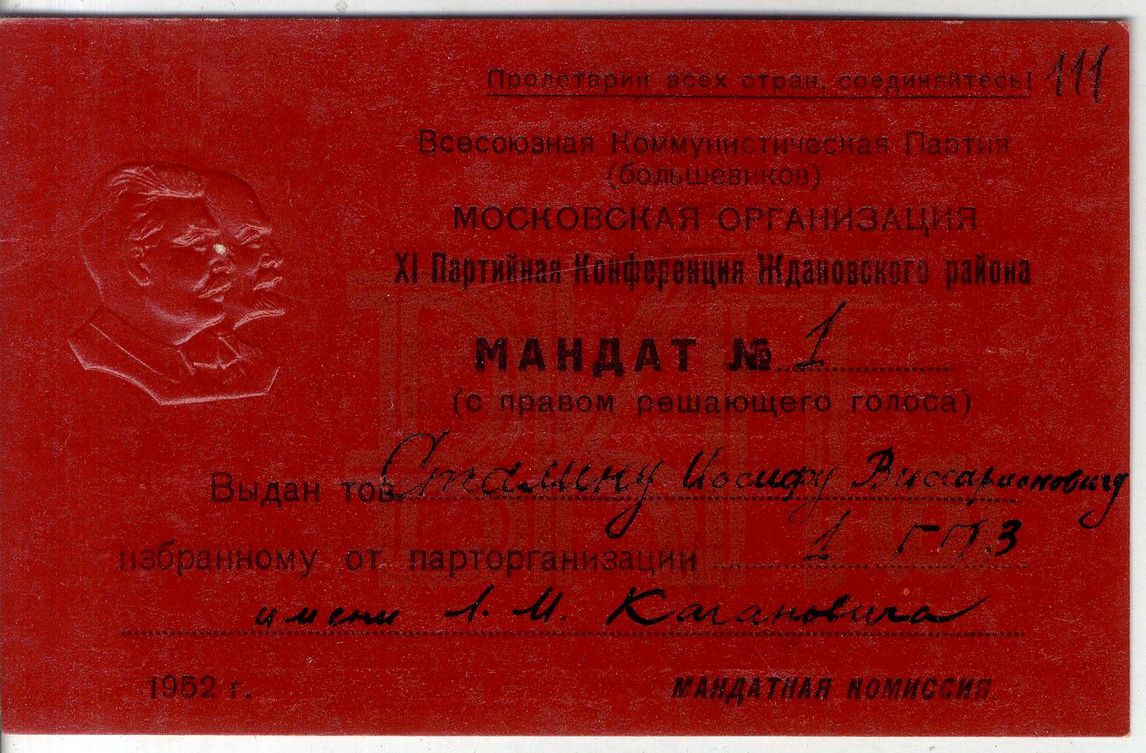 Пролетарии всех стран, соединяйтесь! 111
Всесоюзная Коммунистическая Партия
(большевиков)
МОСКОВСКАЯ ОРГАНИЗАЦИЯ
XI Партийная Конференция Ждановского района
МАНДАТ № 1
(с правом решающего голоса)
Выдан тов. Сталину Иосифу Виссарионовичу
избранному от парторганизации 1 ГПЗ
имени Л. М. Кагановича
1952 г. МАНДАТНАЯ КОМИССИЯ